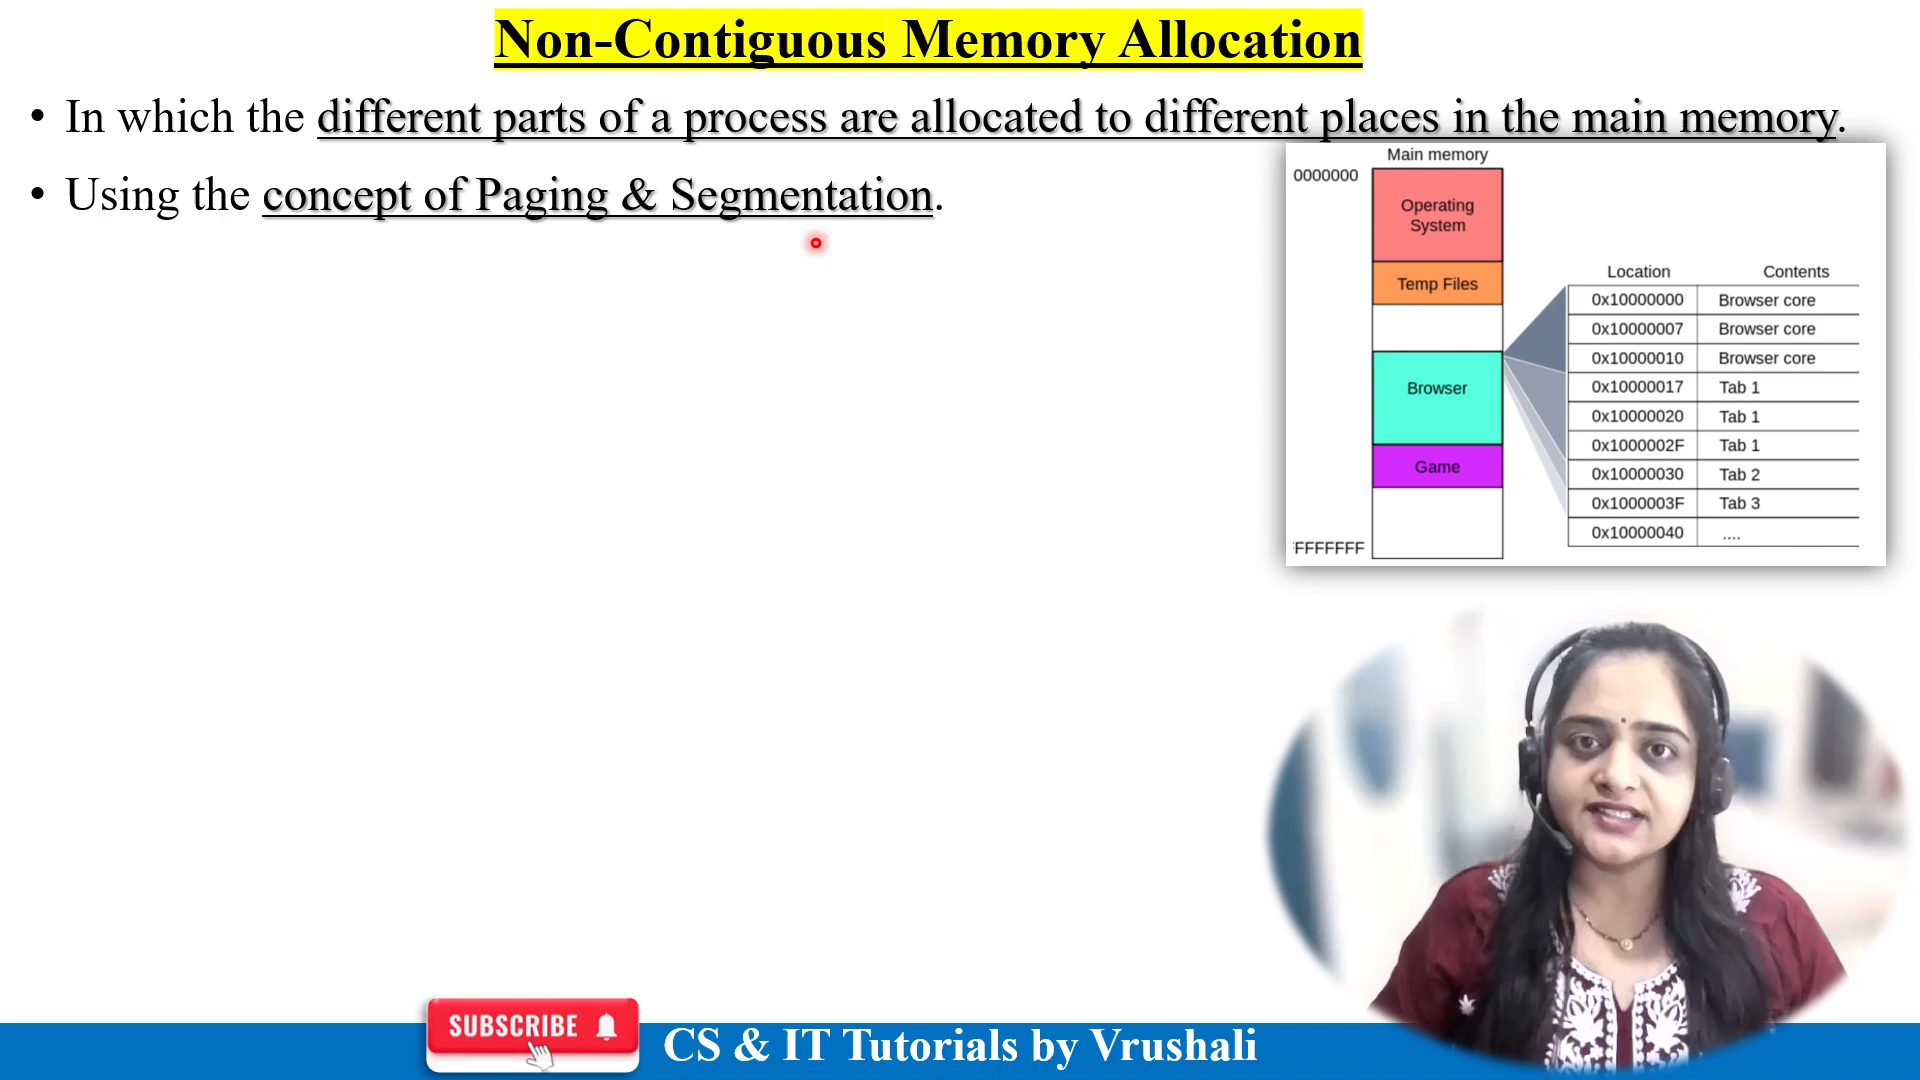 Non-Contiguous Memory Allocation
• In which the different parts of a process are allocated to different places in the main memory.
• Using the concept of Paging & Segmentation.
Main memory
0000000
Operating
System
Temp Files
Browser
Game
FFFFFFF
Location Contents
0x10000000 Browser core
0x10000007 Browser core
0x10000010 Browser core
0x10000017 Tab 1
0x10000020 Tab 1
0x1000002F Tab 1
0x10000030 Tab 2
0x1000003F Tab 3
0x10000040 ....
SUBSCRIBE
CS & IT Tutorials by Vrushali